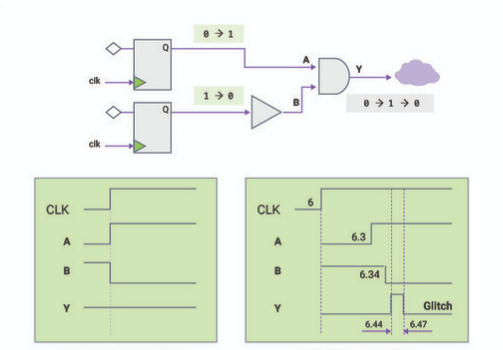 Q
0 → 1
A
Y
clk
0 → 1 → 0
1 → 0
Q
B
clk
CLK
A
B
Y
CLK
6
A
6.3
B
6.34
Y
Glitch
6.44
6.47